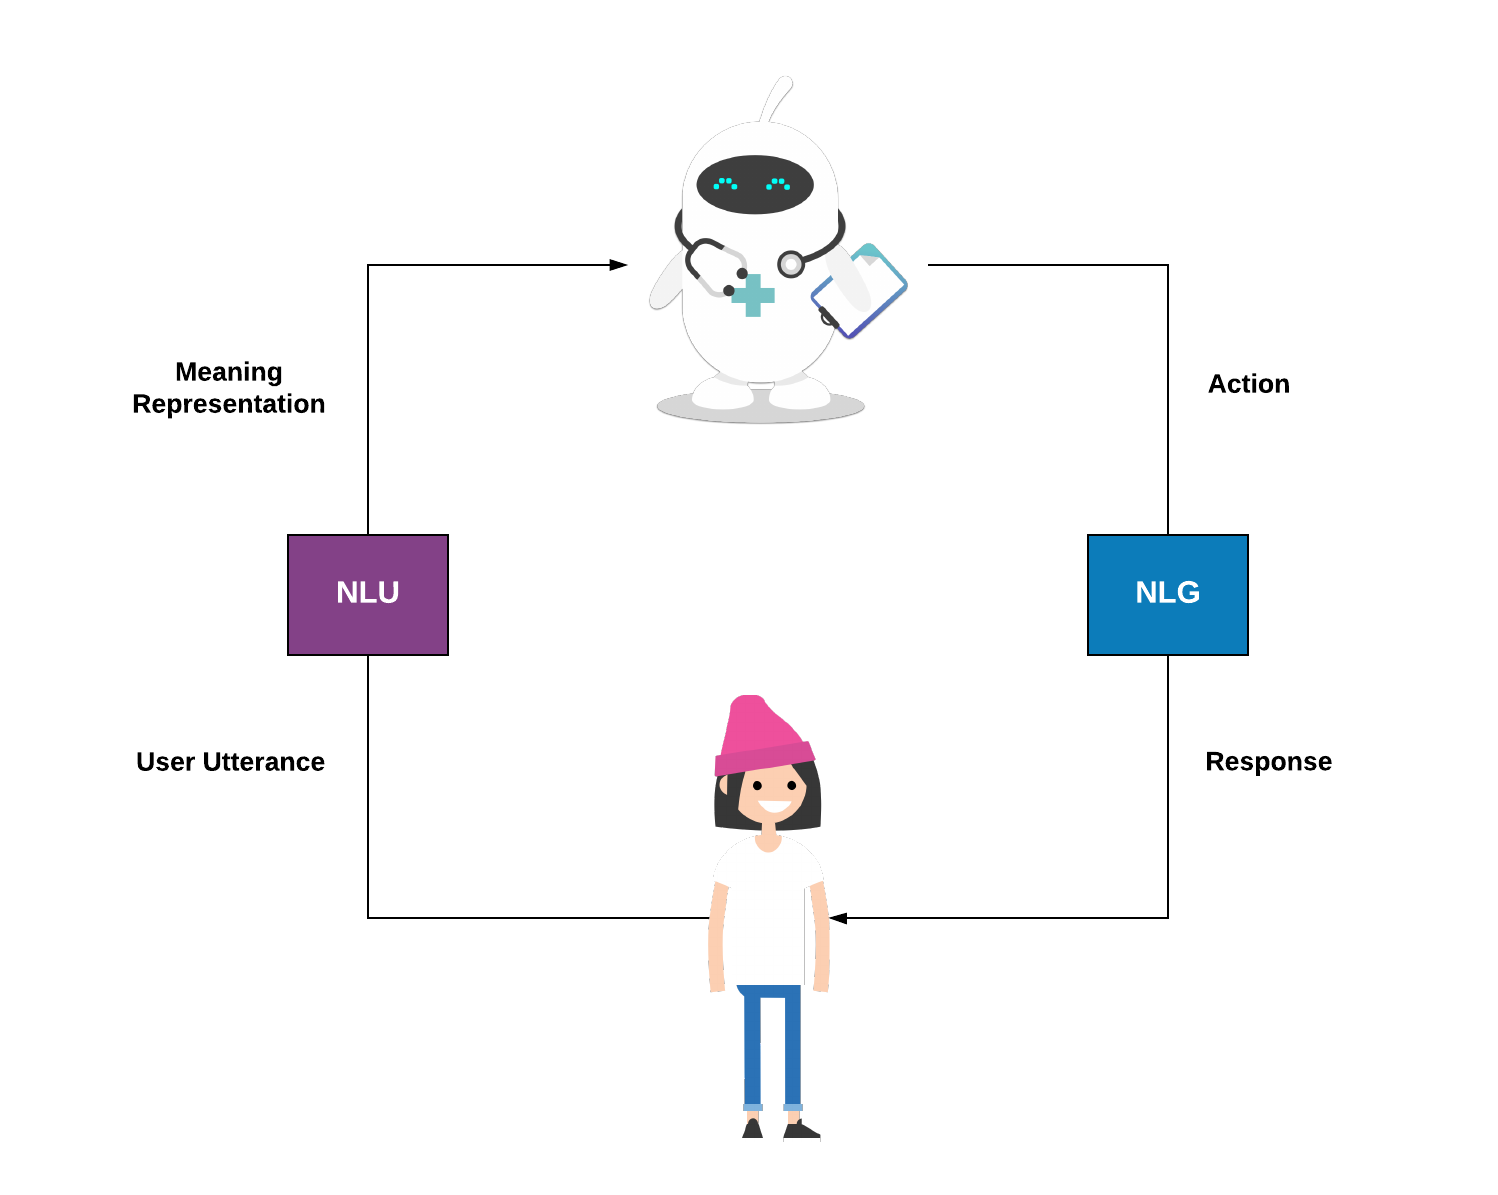 Meaning
Representation
Action
NLU
NLG
User Utterance
Response